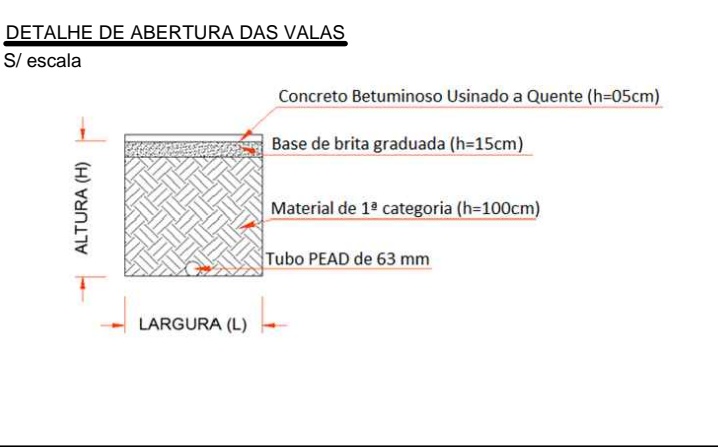 DETALHE DE ABERTURA DAS VALAS
S/ escala
Concreto Betuminoso Usinado a Quente (h=05cm)
Base de brita graduada (h=15cm)
ALTURA (H)
Material de 1ª categoria (h=100cm)
Tubo PEAD de 63 mm
LARGURA (L)